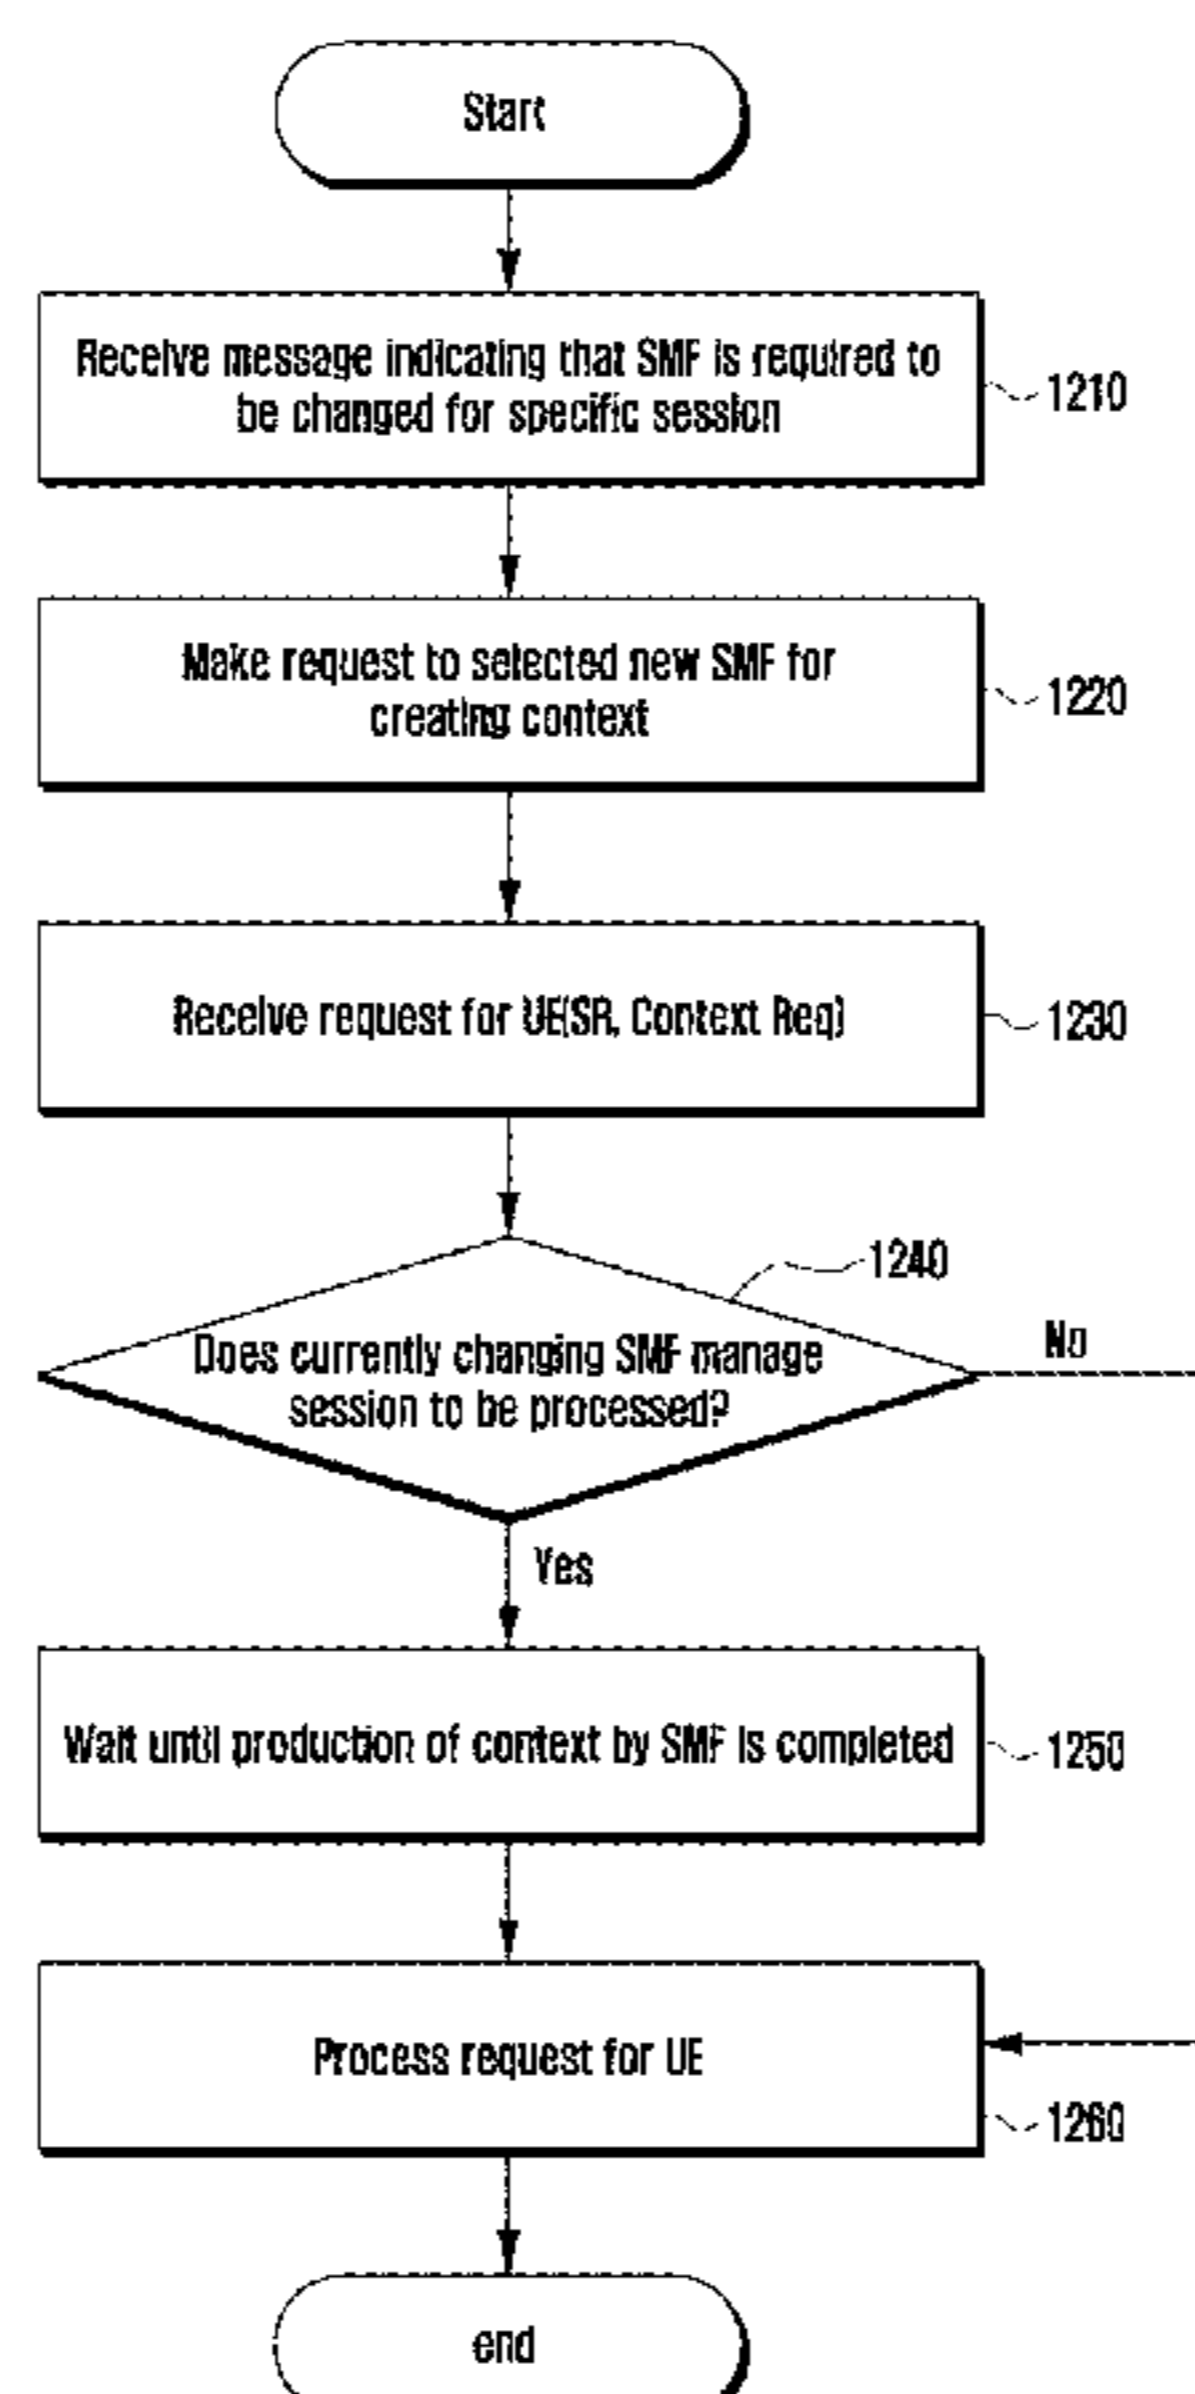 Start
Receive message indicating that SMF is required to
be changed for specific session
1210
Make request to selected new SMF for
creating context
1220
Receive request for UE(SR, Context Req)
1230
1240
Does currently changing SMF manage
session to be processed?
No
Yes
Wait until production of context by SMF is completed
1250
Process request for UE
1260
end